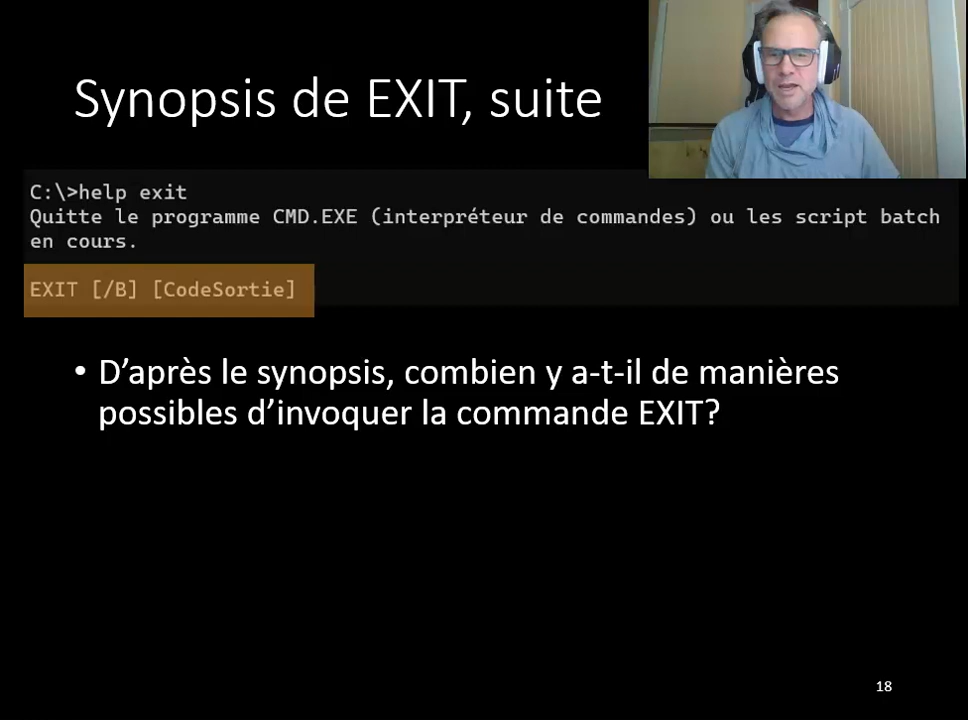 Synopsis de EXIT, suite
C:\>help exit
Quitte le programme CMD.EXE (interpréteur de commandes) ou les script batch
en cours.
EXIT [/B] [CodeSortie]
• D’après le synopsis, combien y a-t-il de manières
possibles d’invoquer la commande EXIT?
18